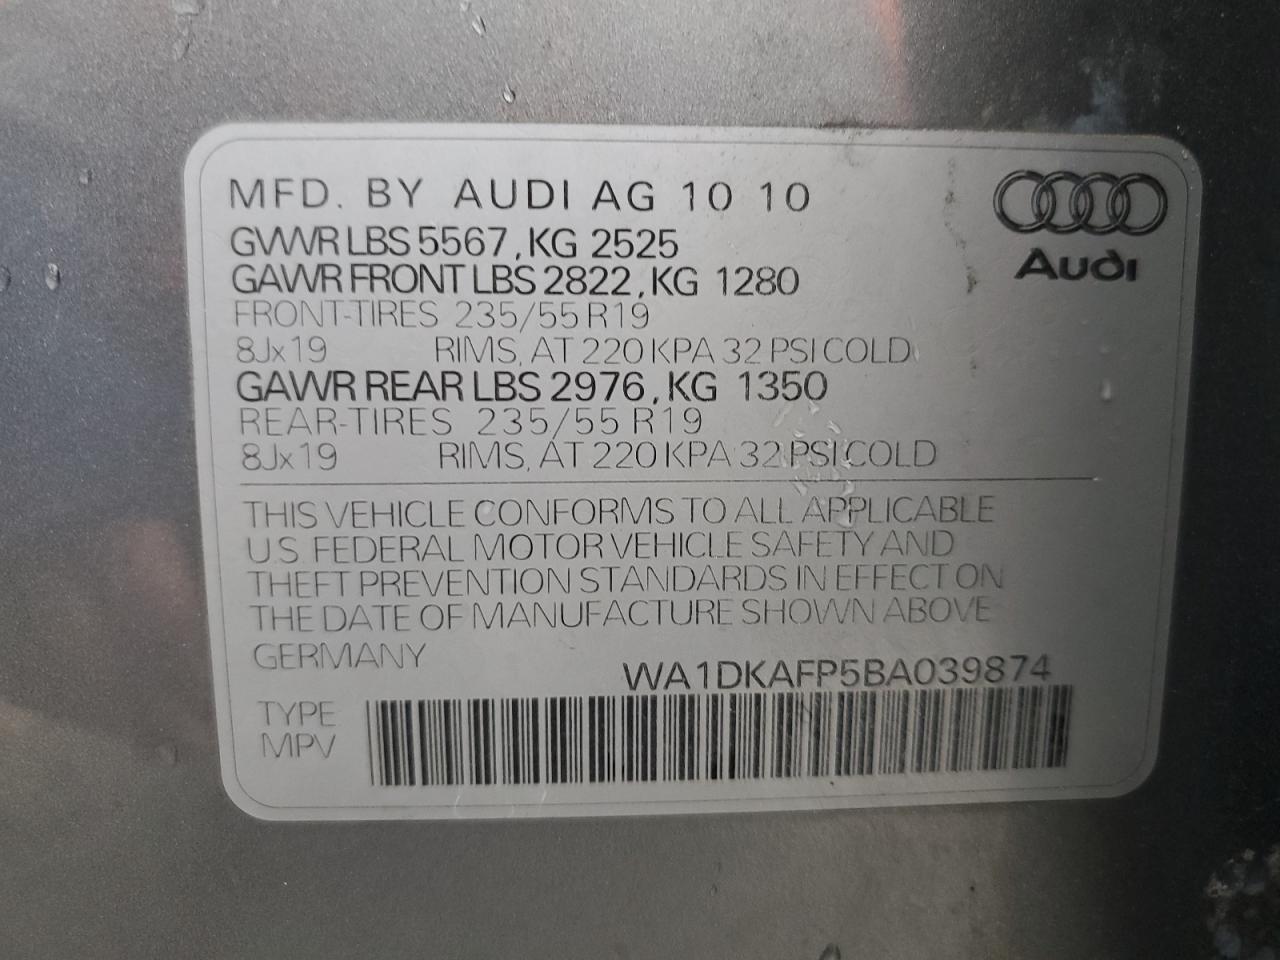 MFD. BY AUDI AG 10 10
GVWR LBS 5567, KG 2525
GAWR FRONT LBS 2822, KG 1280
FRONT-TIRES 235/55 R19
8Jx19 RIMS, AT 220 KPA 32 PSI COLD
GAWR REAR LBS 2976, KG 1350
REAR-TIRES 235/55 R19
8Jx19 RIMS, AT 220 KPA 32 PSI COLD
Audi
THIS VEHICLE CONFORMS TO ALL APPLICABLE
U.S. FEDERAL MOTOR VEHICLE SAFETY AND
THEFT PREVENTION STANDARDS IN EFFECT ON
THE DATE OF MANUFACTURE SHOWN ABOVE
GERMANY
WA1DKAFP5BA039874
TYPE
MPV